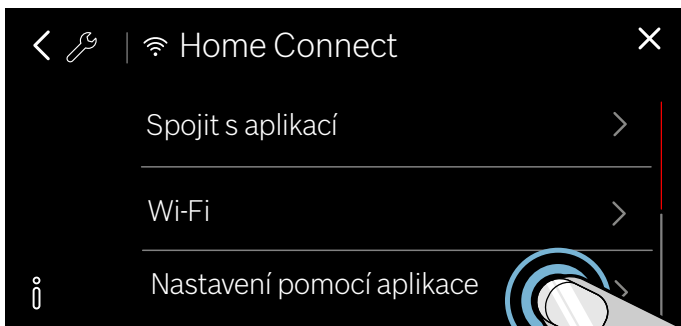 Home Connect
Spojit s aplikací
Wi-Fi
Nastavení pomocí aplikace